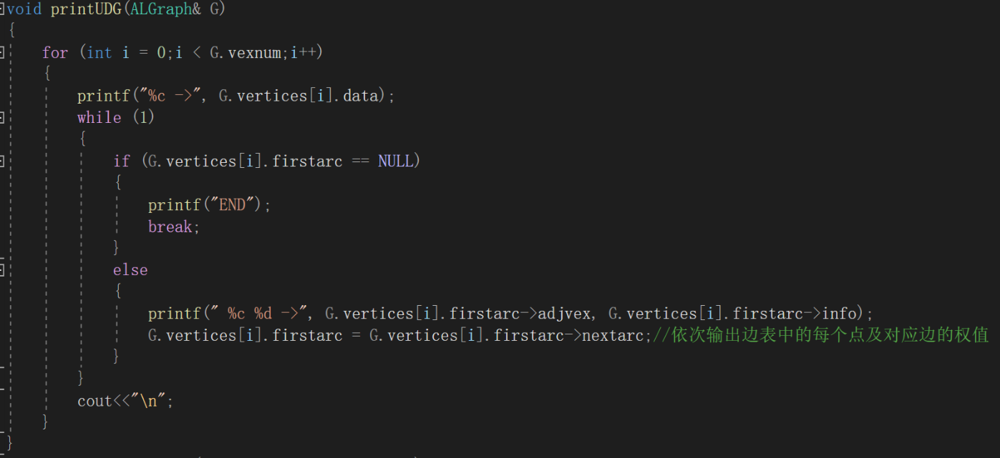 void printUDG(ALGraph& G)
{
for (int i = 0;i < G.vexnum;i++)
{
printf("%c ->", G.vertices[i].data);
while (1)
{
if (G.vertices[i].firstarc == NULL)
{
printf("END");
break;
}
else
{
printf(" %c %d ->", G.vertices[i].firstarc->adjvex, G.vertices[i].firstarc->info);
G.vertices[i].firstarc = G.vertices[i].firstarc->nextarc;//依次输出边表中的每个点及对应边的权值
}
}
cout<<"\n";
}
}